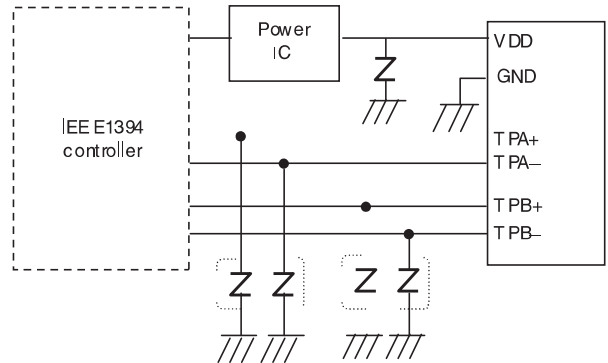 Power
IC
VDD
GND
IEEE1394
controller
TPA+
TPA–
TPB+
TPB–